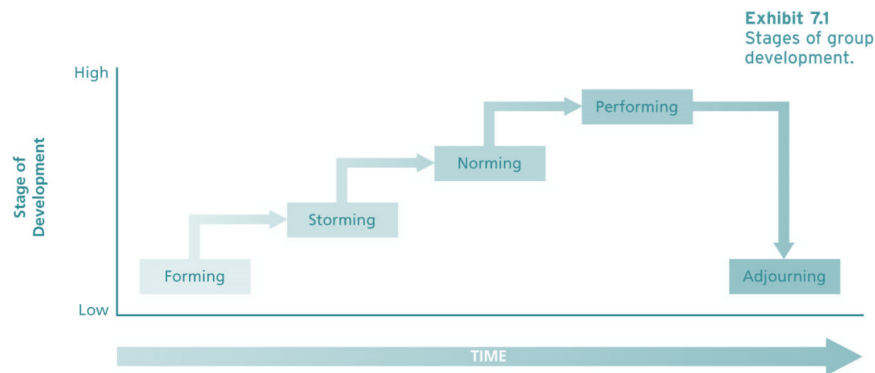 Exhibit 7.1
Stages of group
development.
High
Performing
Stage of
Development
Norming
Storming
Forming
Adjourning
Low
TIME